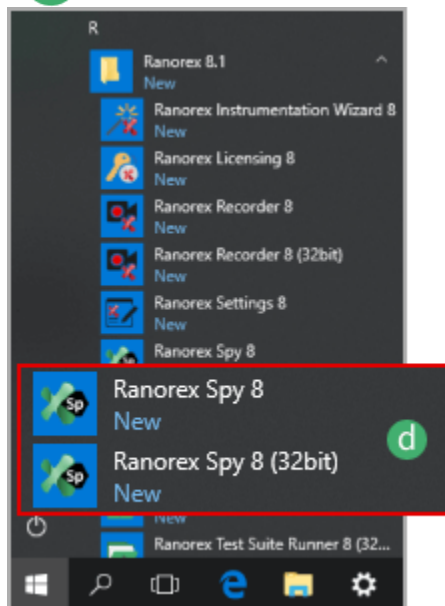 R
Ranorex 8.1
New
Ranorex Instrumentation Wizard 8
New
Ranorex Licensing 8
New
Ranorex Recorder 8
New
Ranorex Recorder 8 (32bit)
New
Ranorex Settings 8
New
Ranorex Spy 8
Sp
Ranorex Spy 8
New
d
Sp
Ranorex Spy 8 (32bit)
New
New
Ranorex Test Suite Runner 8 (32...